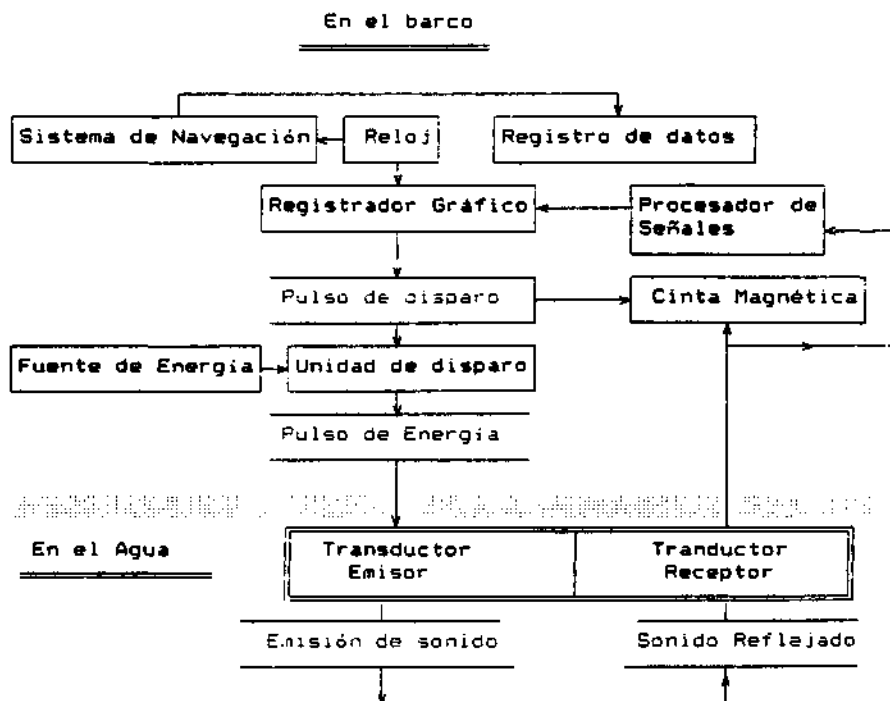 En el barco
Sistema de Navegación
Reloj
Registro de datos
Registrador Gráfico
Procesador de
Señales
Pulso de disparo
Cinta Magnética
Fuente de Energía
Unidad de disparo
Pulso de Energía
En el Agua
Transductor
Emisor
Tranductor
Receptor
Emisión de sonido
Sonido Reflejado